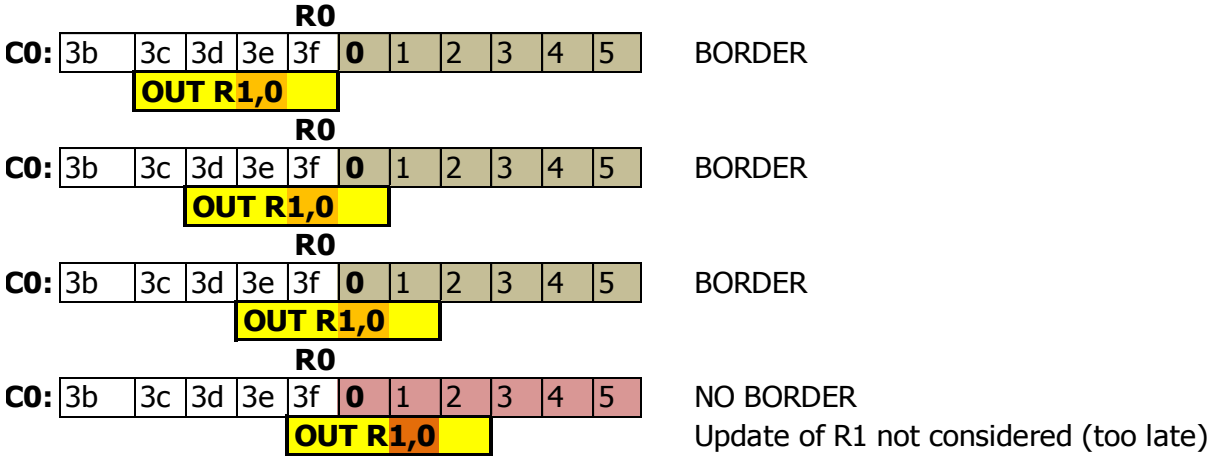 R0
C0: 3b 3c 3d 3e 3f 0 1 2 3 4 5 BORDER
OUT R1,0
R0
C0: 3b 3c 3d 3e 3f 0 1 2 3 4 5 BORDER
OUT R1,0
R0
C0: 3b 3c 3d 3e 3f 0 1 2 3 4 5 BORDER
OUT R1,0
R0
C0: 3b 3c 3d 3e 3f 0 1 2 3 4 5 NO BORDER
OUT R1,0 Update of R1 not considered (too late)